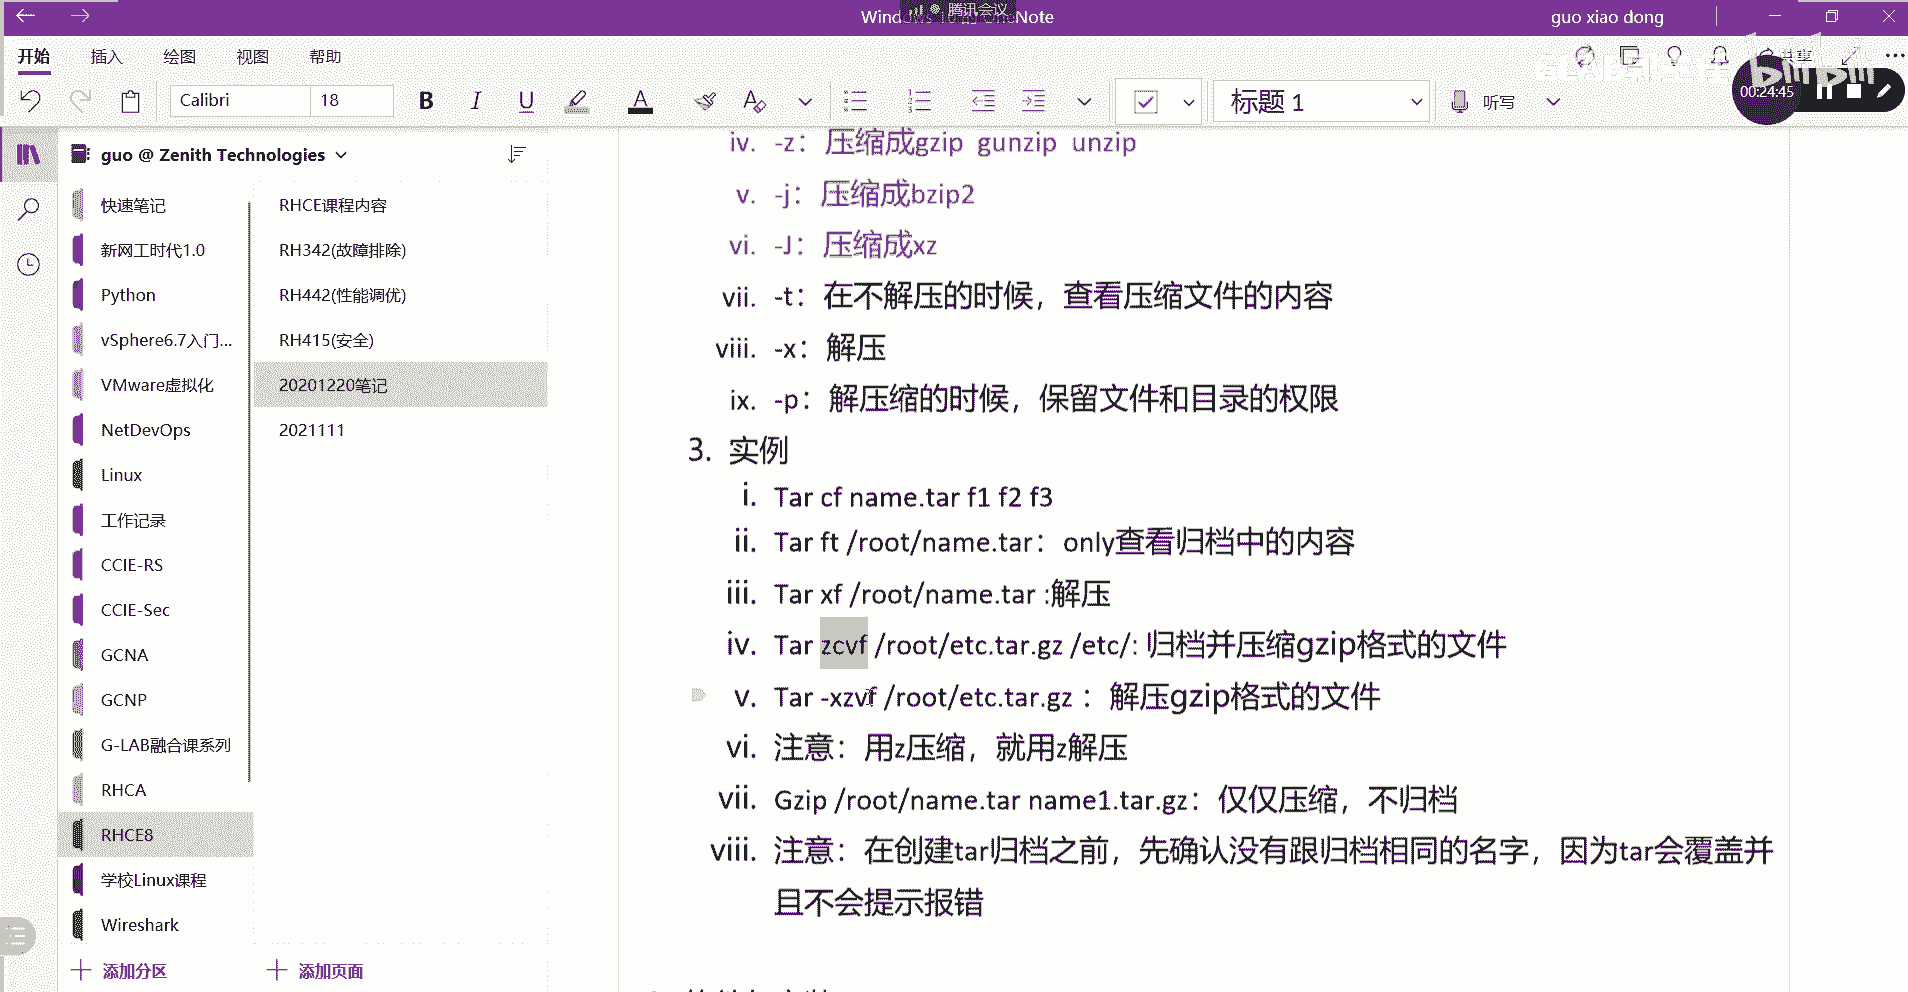 腾讯会议
guo xiao dong
开始 插入 绘图 视图 帮助
共享
Calibri 18 B I U A 标题 1 听写
00:24:45
guo @ Zenith Technologies
快速笔记
新网工时代1.0
Python
vSphere6.7入门...
VMware虚拟化
NetDevOps
Linux
工作记录
CCIE-RS
CCIE-Sec
GCNA
GCNP
G-LAB融合课系列
RHCA
RHCE8
学校Linux课程
Wireshark
添加分区
RHCE课程内容
RH342(故障排除)
RH442(性能调优)
RH415(安全)
20201220笔记
2021111
添加页面
iv. -z：压缩成gzip gunzip unzip
v. -j：压缩成bzip2
vi. -J：压缩成xz
vii. -t：在不解压的时候，查看压缩文件的内容
viii. -x：解压
ix. -p：解压缩的时候，保留文件和目录的权限
3. 实例
i. Tar cf name.tar f1 f2 f3
ii. Tar ft /root/name.tar：only查看归档中的内容
iii. Tar xf /root/name.tar :解压
iv. Tar zcvf /root/etc.tar.gz /etc/: 归档并压缩gzip格式的文件
v. Tar -xzvf /root/etc.tar.gz ：解压gzip格式的文件
vi. 注意：用z压缩，就用z解压
vii. Gzip /root/name.tar name1.tar.gz：仅仅压缩，不归档
viii. 注意：在创建tar归档之前，先确认没有跟归档相同的名字，因为tar会覆盖并
且不会提示报错